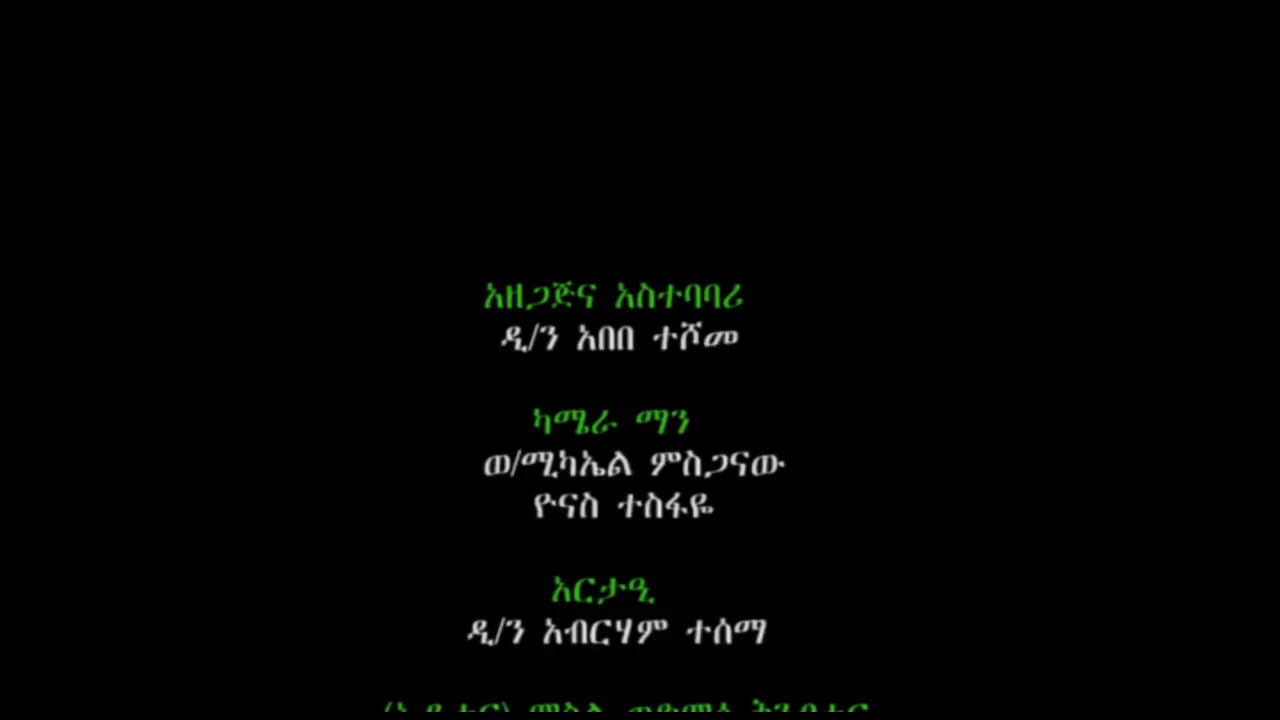 አዘጋጅና አስተባባሪ
ዲ/ን አበበ ተሾመ
ካሜራ ማን
ወ/ሚካኤል ምስጋናው
ዮናስ ተስፋዬ
አርታዒ
ዲ/ን አብርሃም ተሰማ